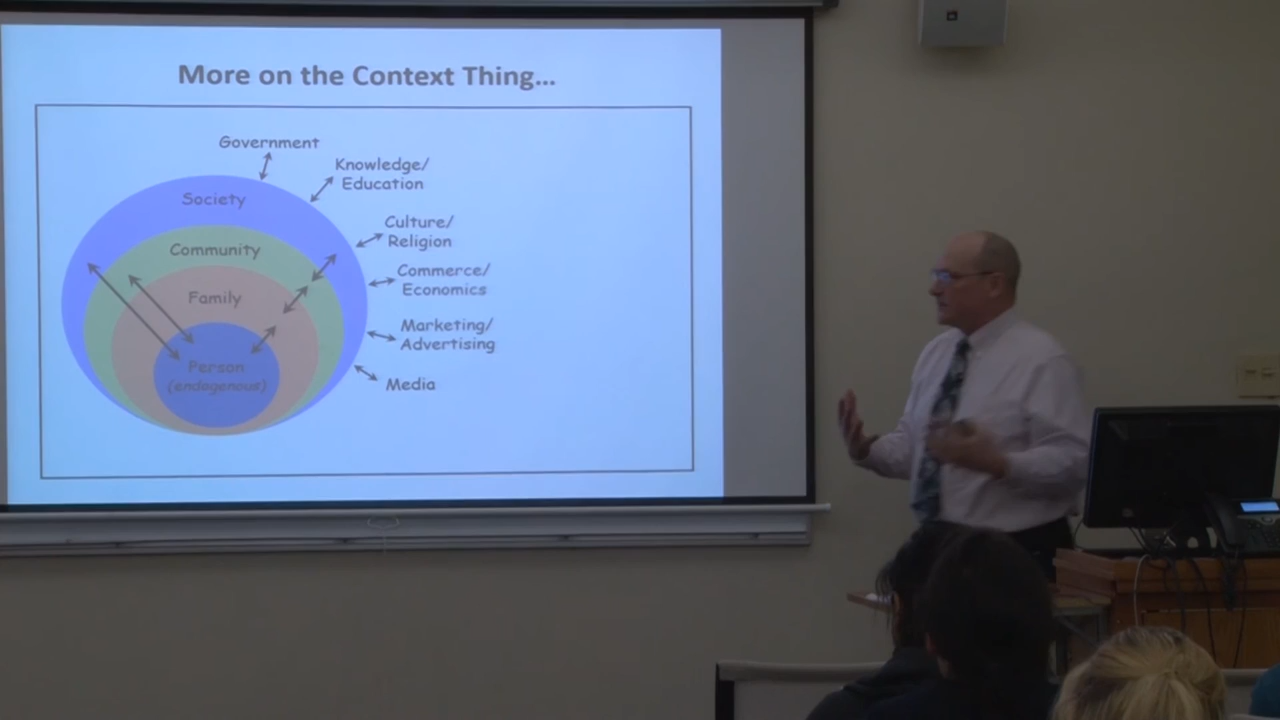 More on the Context Thing...
Government
Knowledge/
Education
Society
Culture/
Religion
Community
Commerce/
Economics
Family
Marketing/
Advertising
Person
(endogenous)
Media